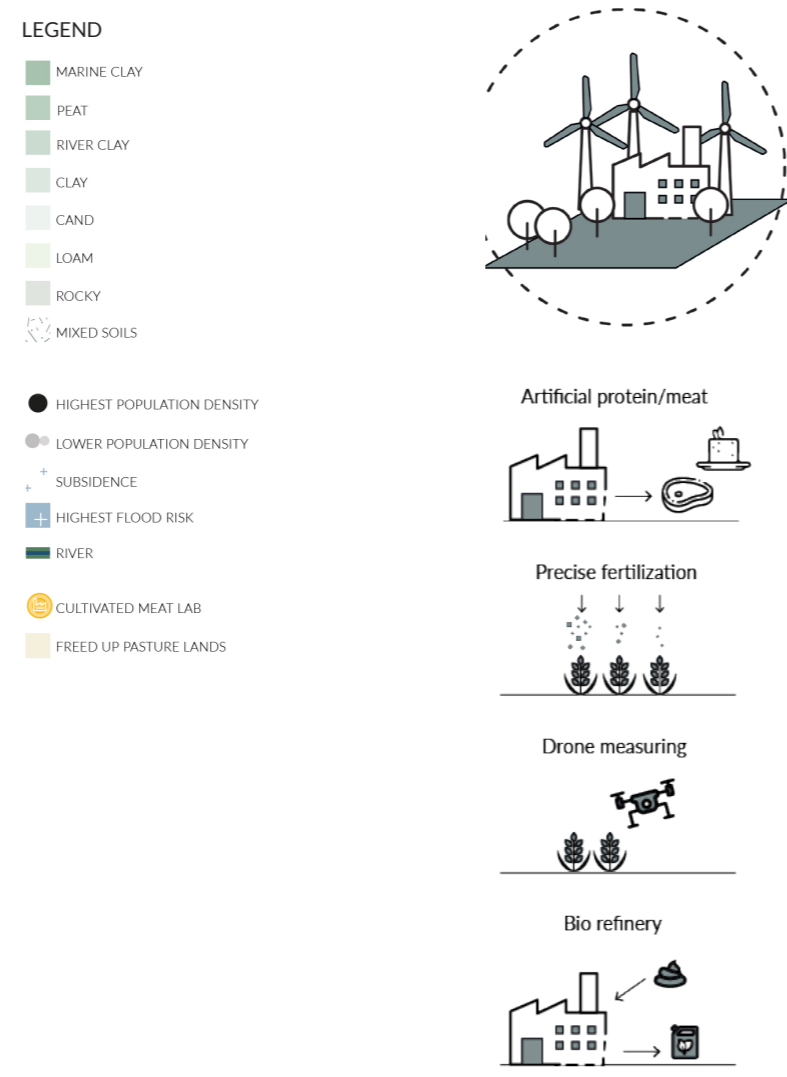 LEGEND
MARINE CLAY
PEAT
RIVER CLAY
CLAY
CAND
LOAM
ROCKY
MIXED SOILS
HIGHEST POPULATION DENSITY
LOWER POPULATION DENSITY
SUBSIDENCE
HIGHEST FLOOD RISK
RIVER
CULTIVATED MEAT LAB
FREED UP PASTURE LANDS
Artificial protein/meat
Precise fertilization
Drone measuring
Bio refinery